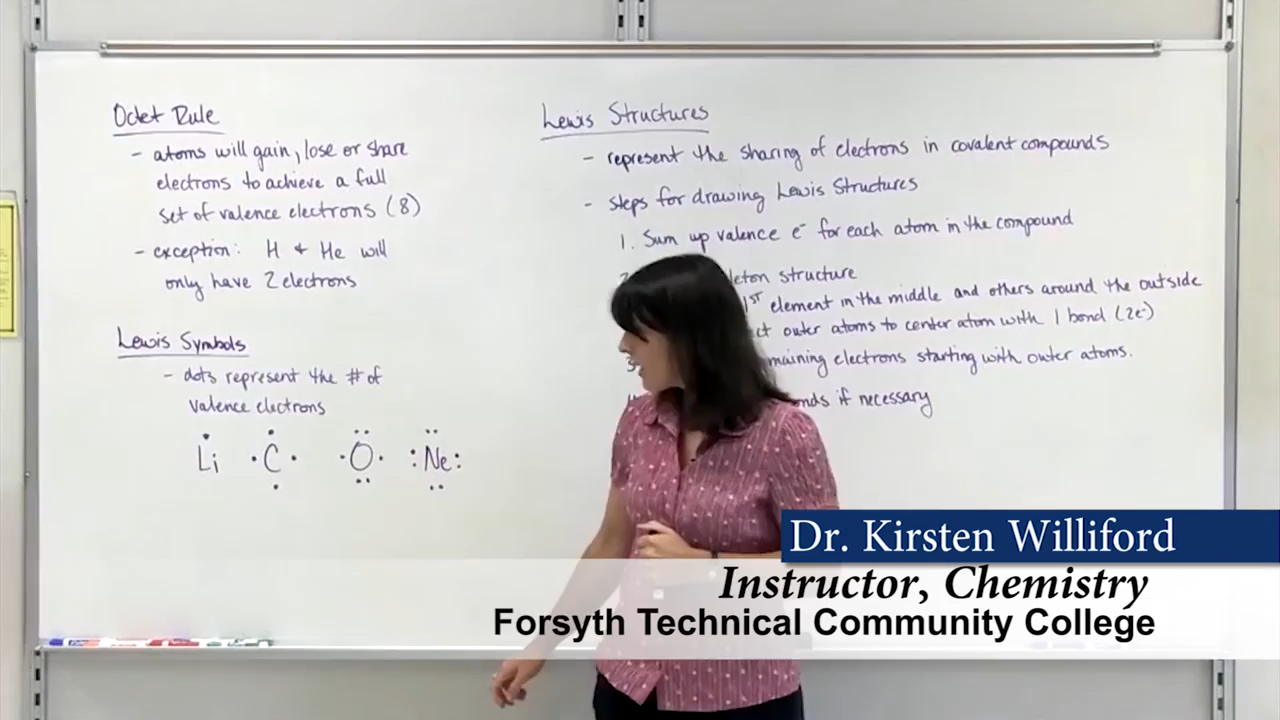 Octet Rule
- atoms will gain, lose or share
electrons to achieve a full
set of valence electrons (8)
- exception: H + He will
only have 2 electrons
Lewis Symbols
- dots represent the # of
valence electrons
Li C O Ne
Lewis Structures
- represent the sharing of electrons in covalent compounds
- steps for drawing Lewis Structures
1. Sum up valence e⁻ for each atom in the compound
structure
1ST element in the middle and others around the outside
outer atoms to center atom with 1 bond (2e⁻)
electrons starting with outer atoms.
if necessary
Dr. Kirsten Williford
Instructor, Chemistry
Forsyth Technical Community College